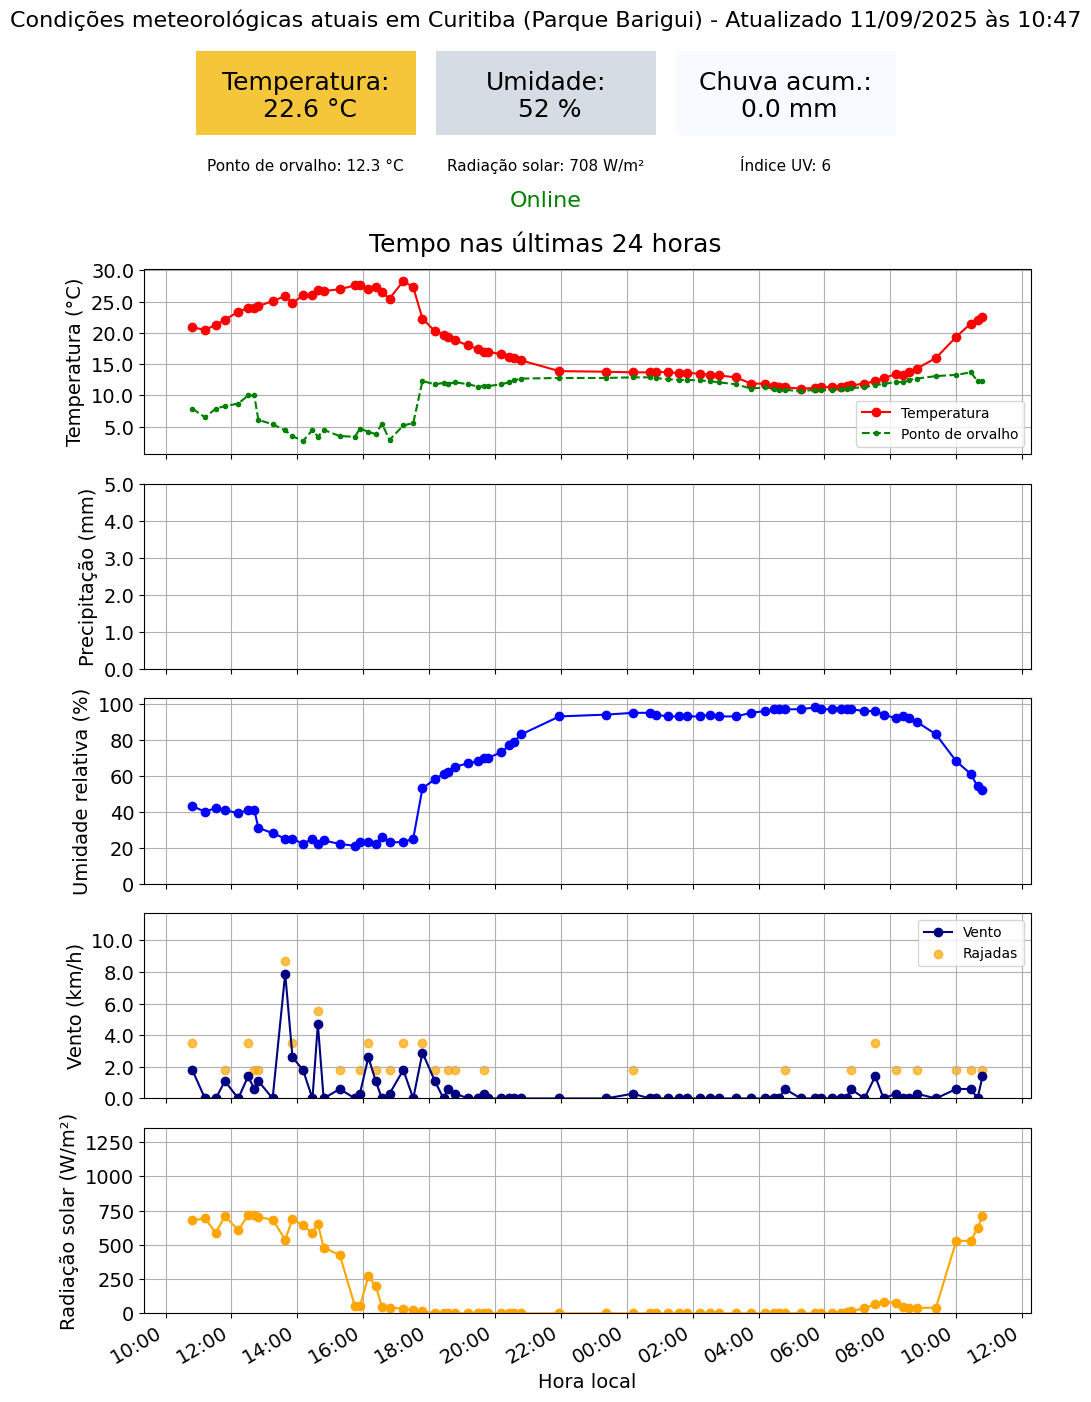 Condições meteorológicas atuais em Curitiba (Parque Barigui) - Atualizado 11/09/2025 às 10:47
Temperatura:
22.6 °C
Umidade:
52 %
Chuva acum.:
0.0 mm
Ponto de orvalho: 12.3 °C
Radiação solar: 708 W/m²
Índice UV: 6
Online
Tempo nas últimas 24 horas
Temperatura (°C)
30.0
25.0
20.0
15.0
10.0
5.0
Temperatura
Ponto de orvalho
Precipitação (mm)
5.0
4.0
3.0
2.0
1.0
0.0
Umidade relativa (%)
100
80
60
40
20
0
Vento (km/h)
10.0
8.0
6.0
4.0
2.0
0.0
Vento
Rajadas
Radiação solar (W/m²)
1250
1000
750
500
250
0
10:00
12:00
14:00
16:00
18:00
20:00
22:00
00:00
02:00
04:00
06:00
08:00
10:00
12:00
Hora local